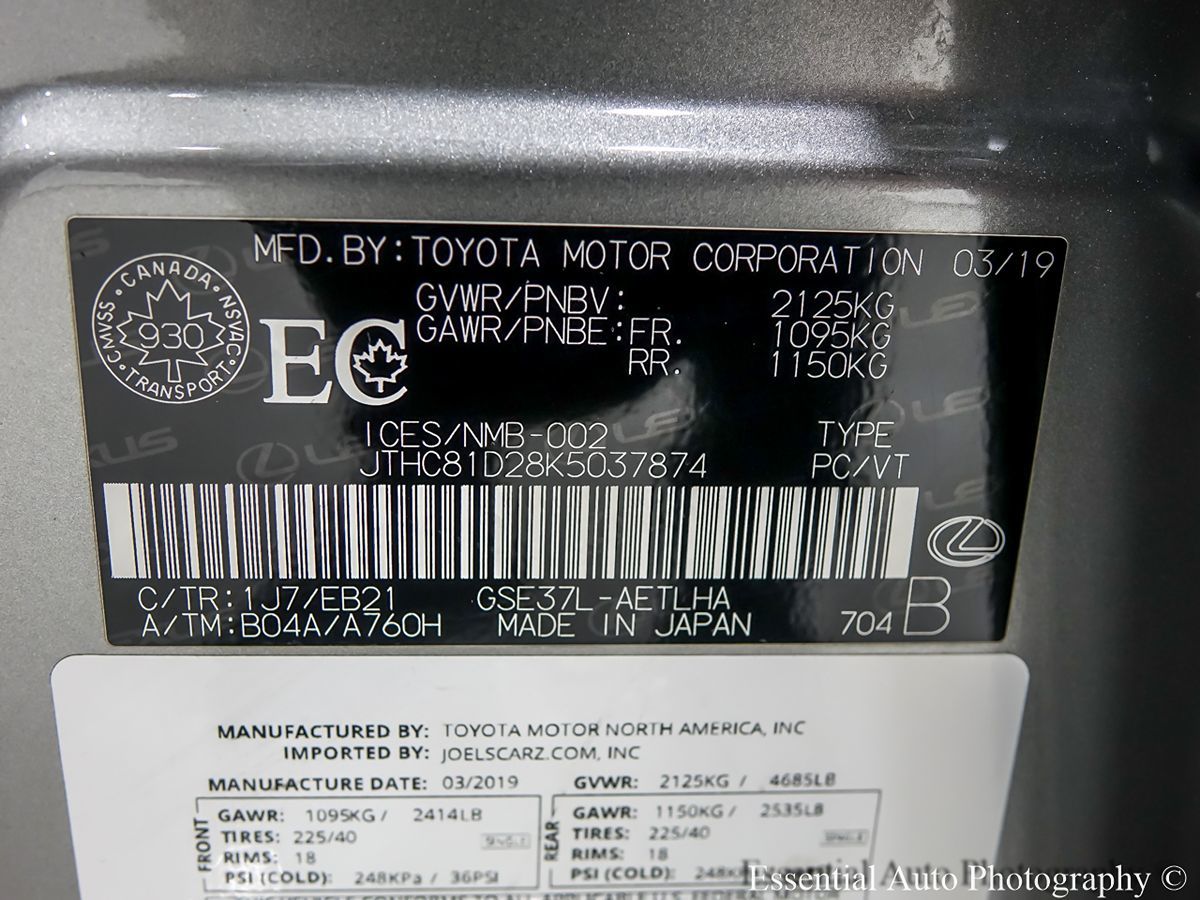 MFD.BY:TOYOTA MOTOR CORPORATION 03/19
GVWR/PNBV: 2125KG
GAWR/PNBE:FR. 1095KG
RR. 1150KG
CANADA
CMVSS 930 NSVAC
TRANSPORT
EC
ICES/NMB-002 TYPE
JTHC81D28K5037874 PC/VT
LEXUS
C/TR:1J7/EB21 GSE37L-AETLHA
A/TM:B04A/A760H MADE IN JAPAN 704 B
MANUFACTURED BY: TOYOTA MOTOR NORTH AMERICA, INC
IMPORTED BY: JOELSCARZ.COM, INC
MANUFACTURE DATE: 03/2019 GVWR: 2125KG / 4685LB
FRONT
GAWR: 1095KG / 2414LB
TIRES: 225/40 SINGLE
RIMS: 18
PSI (COLD): 248KPa / 36PSI
REAR
GAWR: 1150KG / 2535LB
TIRES: 225/40 SINGLE
RIMS: 18
PSI (COLD): 248K
Essential Auto Photography ©